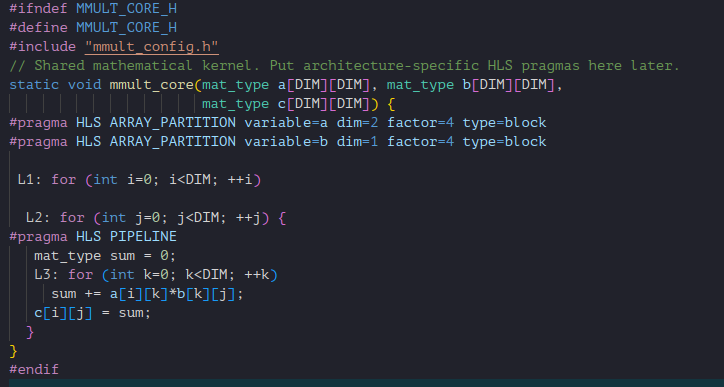 #ifndef MMULT_CORE_H
#define MMULT_CORE_H
#include "mmult_config.h"
// Shared mathematical kernel. Put architecture-specific HLS pragmas here later.
static void mmult_core(mat_type a[DIM][DIM], mat_type b[DIM][DIM],
                       mat_type c[DIM][DIM]) {
#pragma HLS ARRAY_PARTITION variable=a dim=2 factor=4 type=block
#pragma HLS ARRAY_PARTITION variable=b dim=1 factor=4 type=block
 L1: for (int i=0; i<DIM; ++i)
  L2: for (int j=0; j<DIM; ++j) {
#pragma HLS PIPELINE
   mat_type sum = 0;
   L3: for (int k=0; k<DIM; ++k)
     sum += a[i][k]*b[k][j];
   c[i][j] = sum;
  }
}
#endif